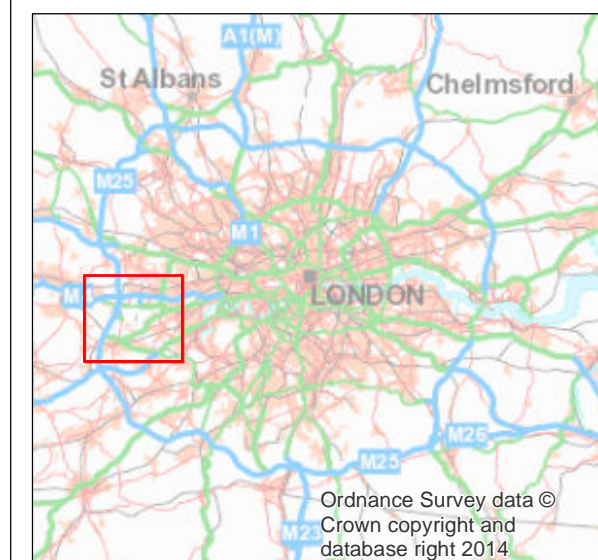 A1(M)
St Albans
Chelmsford
M25
M1
LONDON
M26
M25
Ordnance Survey data ©
Crown copyright and
M23
database right 2014